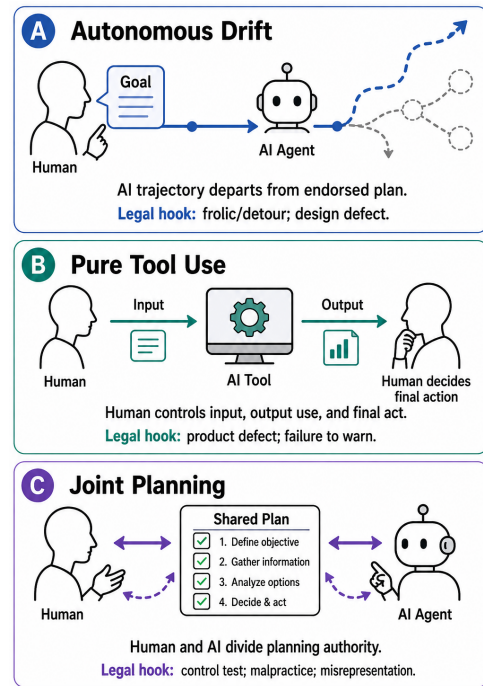 A Autonomous Drift
Goal
Human
AI Agent
AI trajectory departs from endorsed plan.
Legal hook: frolic/detour; design defect.
B Pure Tool Use
Input
Output
Human
AI Tool
Human decides
final action
Human controls input, output use, and final act.
Legal hook: product defect; failure to warn.
C Joint Planning
Shared Plan
1. Define objective
2. Gather information
3. Analyze options
4. Decide & act
Human
AI Agent
Human and AI divide planning authority.
Legal hook: control test; malpractice; misrepresentation.